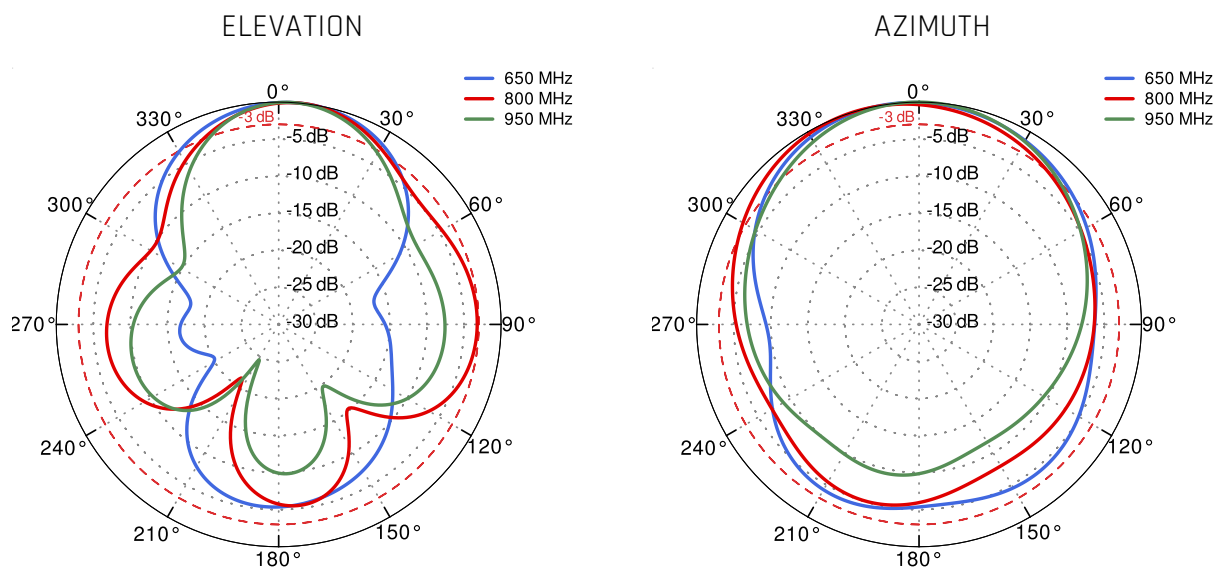 ELEVATION
650 MHz
800 MHz
950 MHz
0°
330°
-3 dB
30°
-5 dB
-10 dB
300°
60°
-15 dB
-20 dB
-25 dB
270°
-30 dB
90°
240°
120°
210°
150°
180°
AZIMUTH
650 MHz
800 MHz
950 MHz
0°
330°
-3 dB
30°
-5 dB
-10 dB
300°
60°
-15 dB
-20 dB
-25 dB
270°
-30 dB
90°
240°
120°
210°
150°
180°